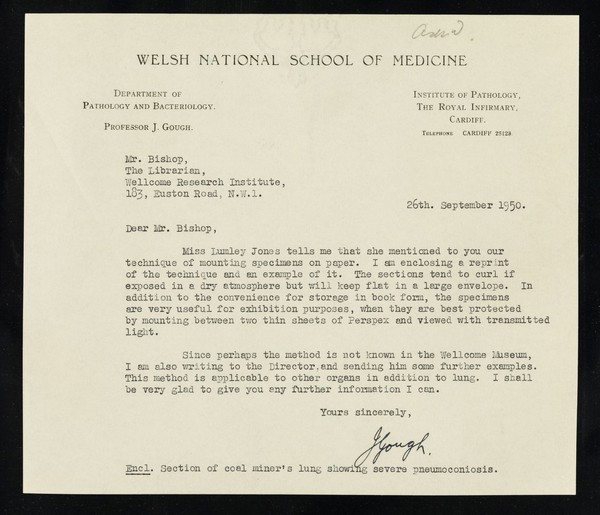 Ansd.
WELSH NATIONAL SCHOOL OF MEDICINE
DEPARTMENT OF
PATHOLOGY AND BACTERIOLOGY.
PROFESSOR J. GOUGH.
INSTITUTE OF PATHOLOGY,
THE ROYAL INFIRMARY,
CARDIFF.
TELEPHONE CARDIFF 25128
Mr. Bishop,
The Librarian,
Wellcome Research Institute,
183, Euston Road, N.W.1.
26th. September 1950.
Dear Mr. Bishop,
Miss Lumley Jones tells me that she mentioned to you our
technique of mounting specimens on paper. I am enclosing a reprint
of the technique and an example of it. The sections tend to curl if
exposed in a dry atmosphere but will keep flat in a large envelope. In
addition to the convenience for storage in book form, the specimens
are very useful for exhibition purposes, when they are best protected
by mounting between two thin sheets of Perspex and viewed with transmitted
light.
Since perhaps the method is not known in the Wellcome Museum,
I am also writing to the Director,and sending him some further examples.
This method is applicable to other organs in addition to lung. I shall
be very glad to give you any further information I can.
Yours sincerely,
JGough.
Encl. Section of coal miner's lung showing severe pneumoconiosis.